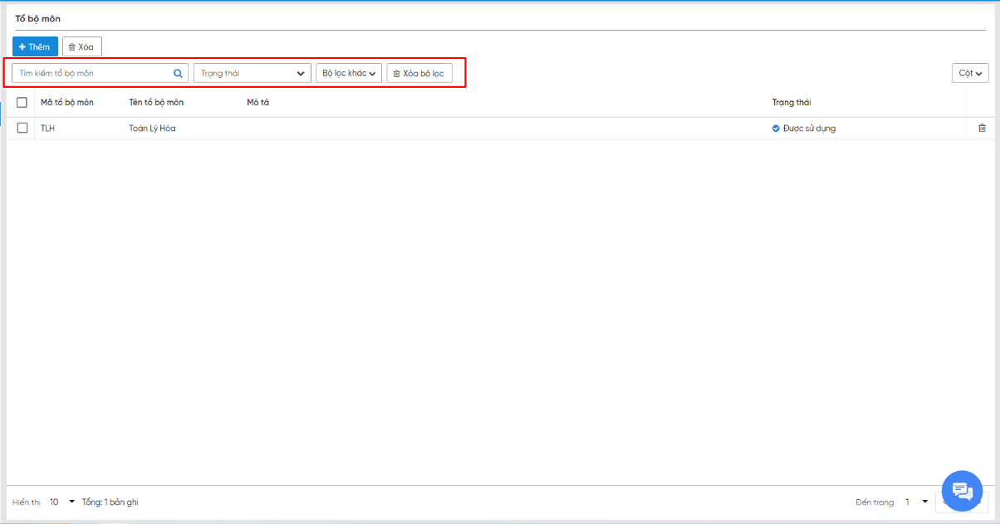 Tổ bộ môn
Thêm Xóa
Tìm kiếm tổ bộ môn Trạng thái Bộ lọc khác Xóa bộ lọc Cột
Mã tổ bộ môn Tên tổ bộ môn Mô tả Trạng thái
TLH Toán Lý Hóa Được sử dụng
Hiển thị 10 Tổng: 1 bản ghi Đến trang 1